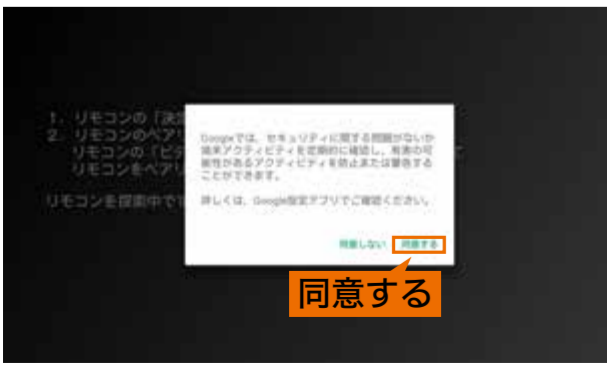 1. リモコンの「決定
2. リモコンのペアリ
リモコンの「ピ
リモコンをペアリ
リモコンを探索中で
Googleでは、セキュリティに関する問題がないか
端末アクティビティを定期的に確認し、有害の可
能性があるアクティビティを防止または警告する
ことができます。
詳しくは、Google設定アプリでご確認ください。
同意しない 同意する
同意する